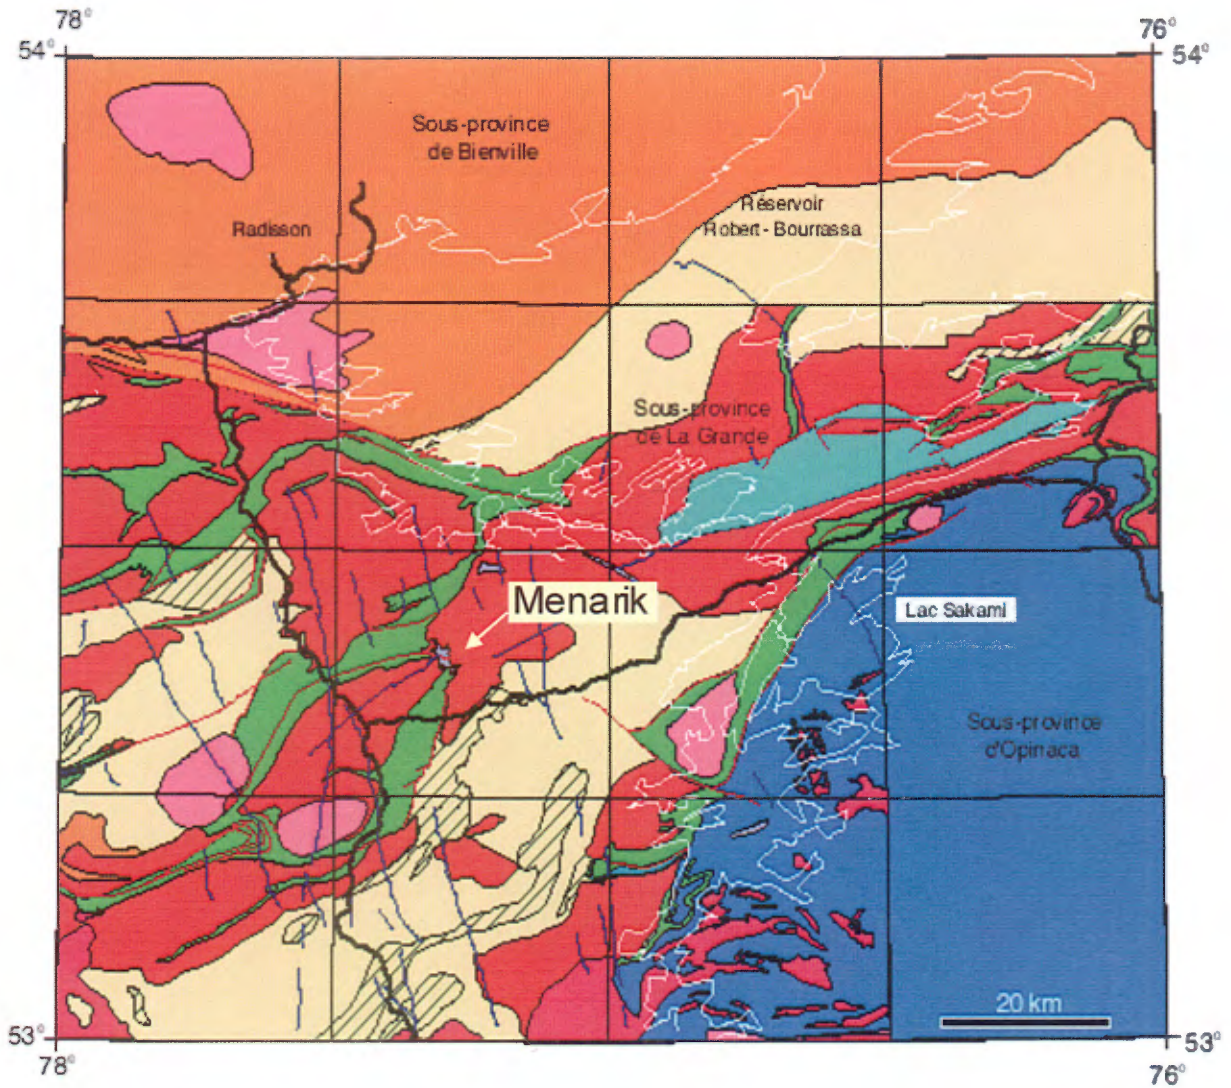 78°
76°
54°
54°
Sous-province
de Bienville
Réservoir
Robert-Bourrassa
Radisson
Sous-province
de La Grande
Menarik
Lac Sakami
Sous-province
d'Opinaca
20 km
53°
53°
78°
76°